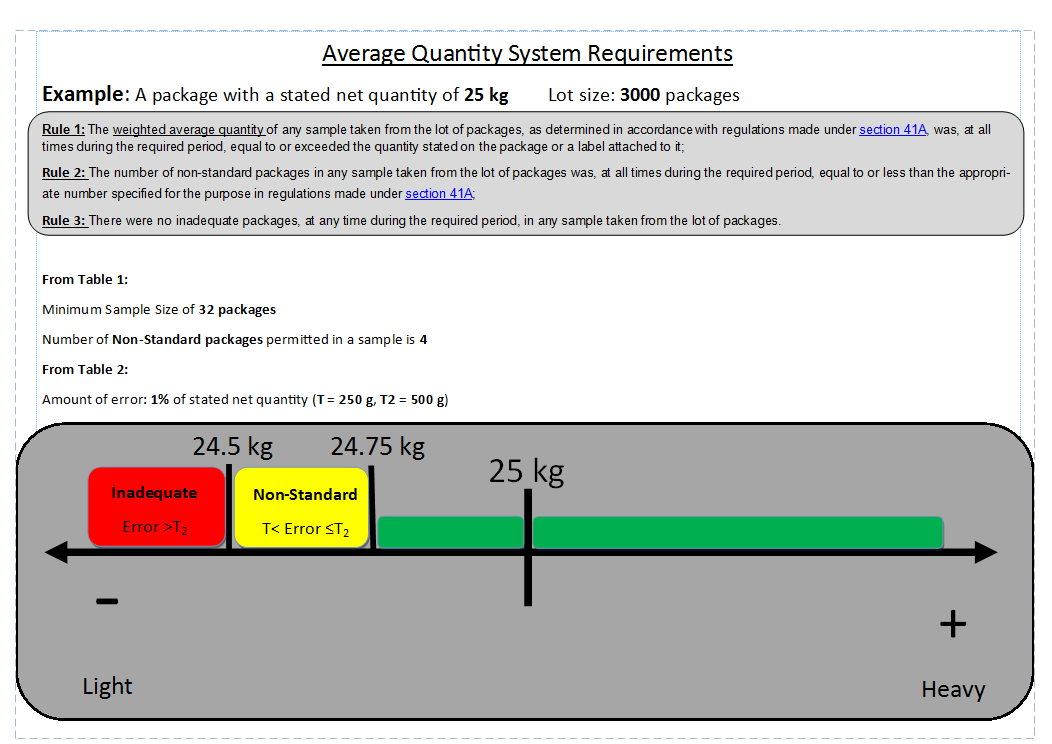 Average Quantity System Requirements
Example: A package with a stated net quantity of 25 kg Lot size: 3000 packages
Rule 1: The weighted average quantity of any sample taken from the lot of packages, as determined in accordance with regulations made under section 41A, was, at all
times during the required period, equal to or exceeded the quantity stated on the package or a label attached to it;
Rule 2: The number of non-standard packages in any sample taken from the lot of packages was, at all times during the required period, equal to or less than the appropri-
ate number specified for the purpose in regulations made under section 41A;
Rule 3: There were no inadequate packages, at any time during the required period, in any sample taken from the lot of packages.
From Table 1:
Minimum Sample Size of 32 packages
Number of Non-Standard packages permitted in a sample is 4
From Table 2:
Amount of error: 1% of stated net quantity (T = 250 g, T2 = 500 g)
24.5 kg 24.75 kg
25 kg
Inadequate Non-Standard
Error >T2 T< Error ≤T2
-
+
Light Heavy